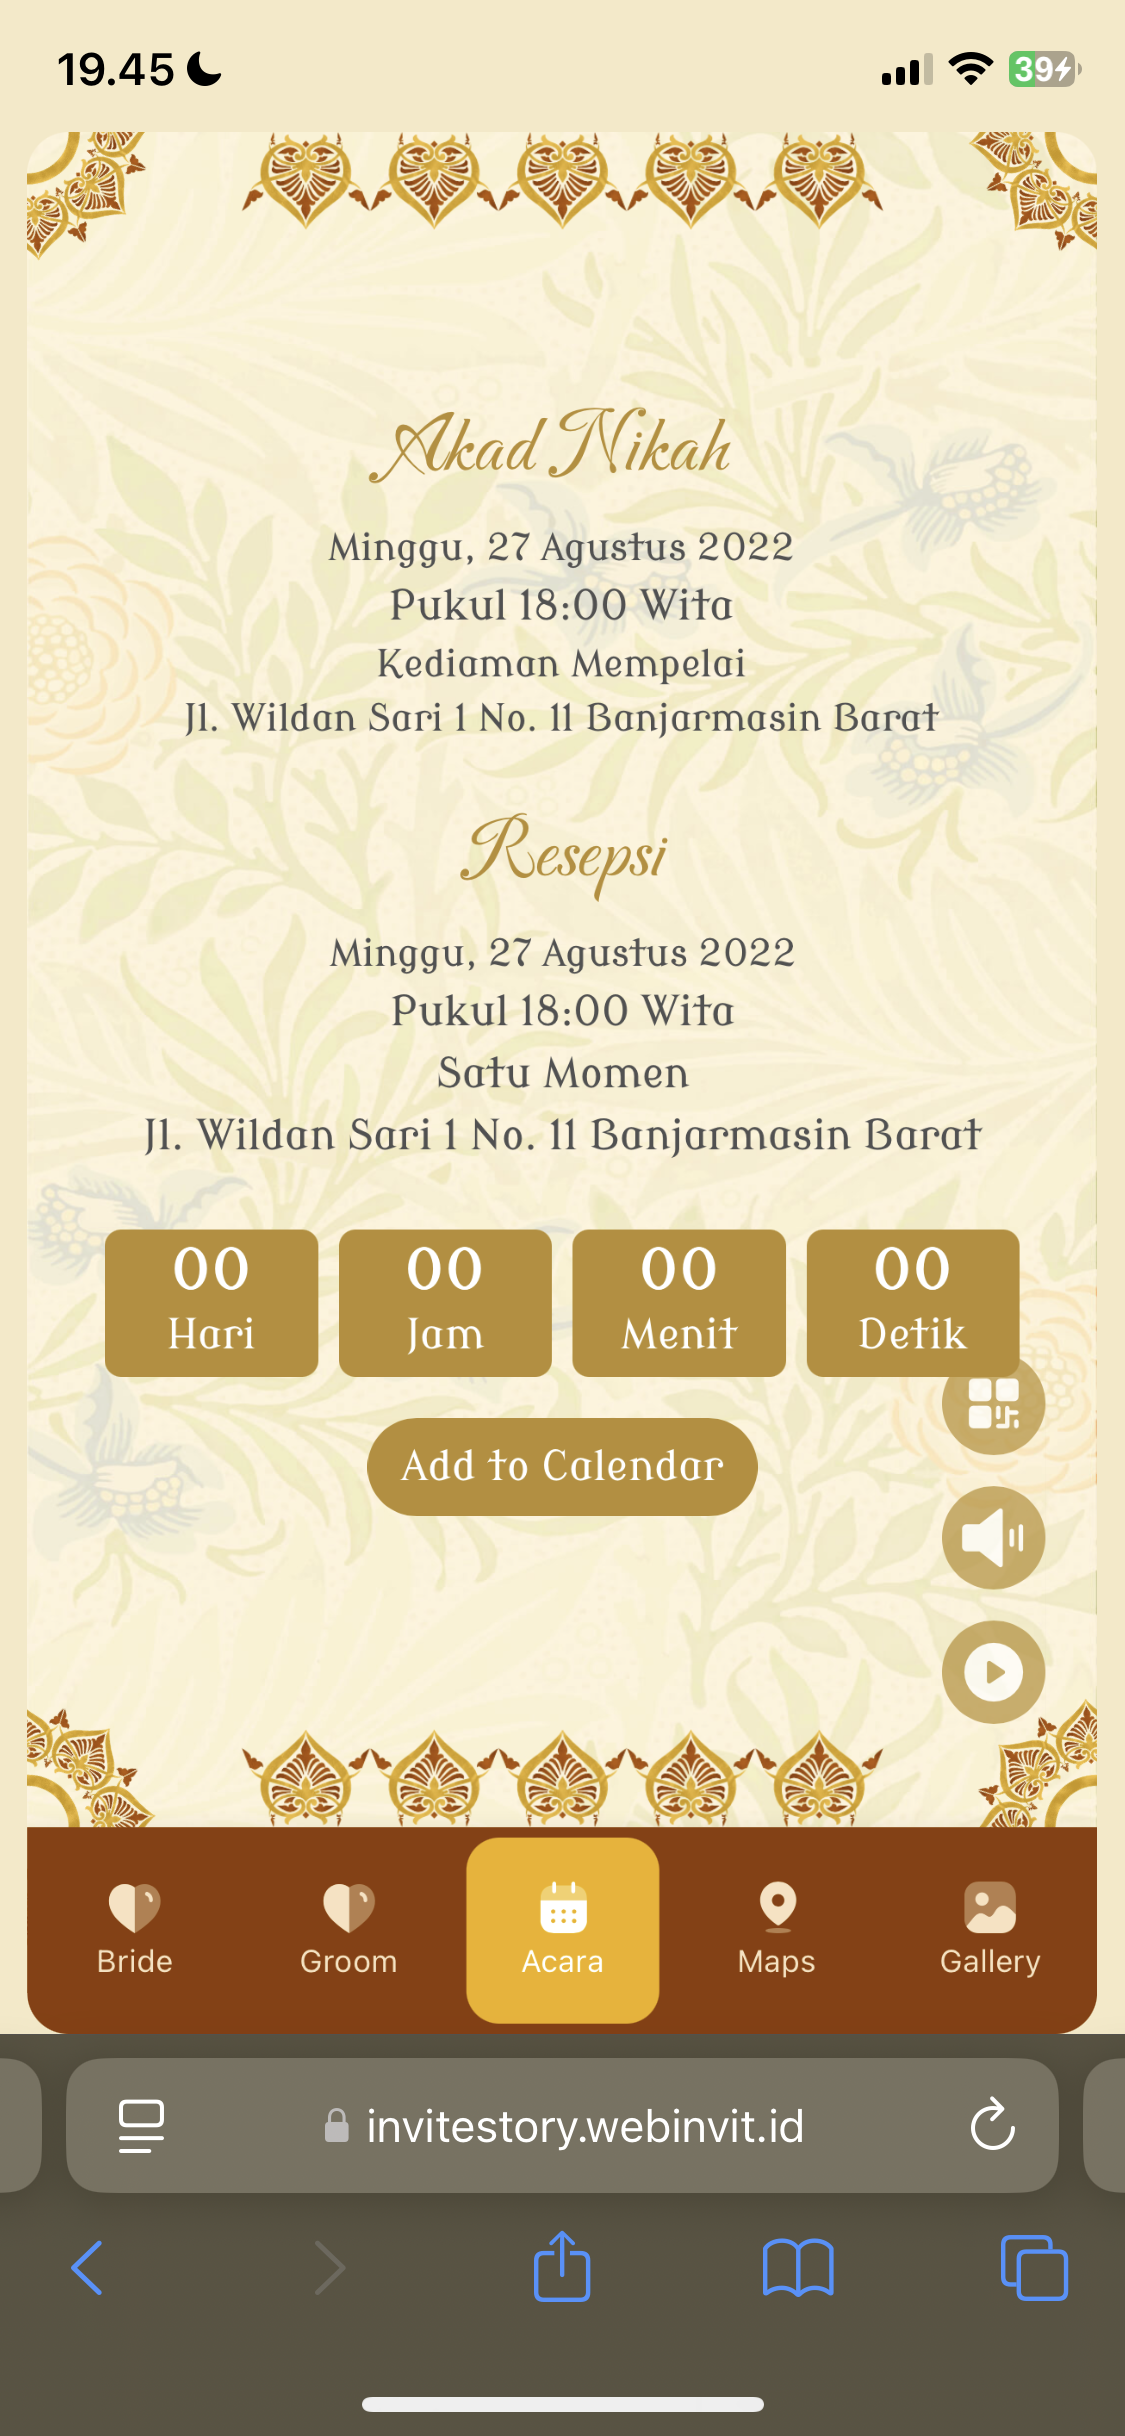 19.45
39
Akad Nikah
Minggu, 27 Agustus 2022
Pukul 18:00 Wita
Kediaman Mempelai
Jl. Wildan Sari 1 No. 11 Banjarmasin Barat
Resepsi
Minggu, 27 Agustus 2022
Pukul 18:00 Wita
Satu Momen
Jl. Wildan Sari 1 No. 11 Banjarmasin Barat
00 00 00 00
Hari Jam Menit Detik
Add to Calendar
Bride Groom Acara Maps Gallery
invitestory.webinvit.id